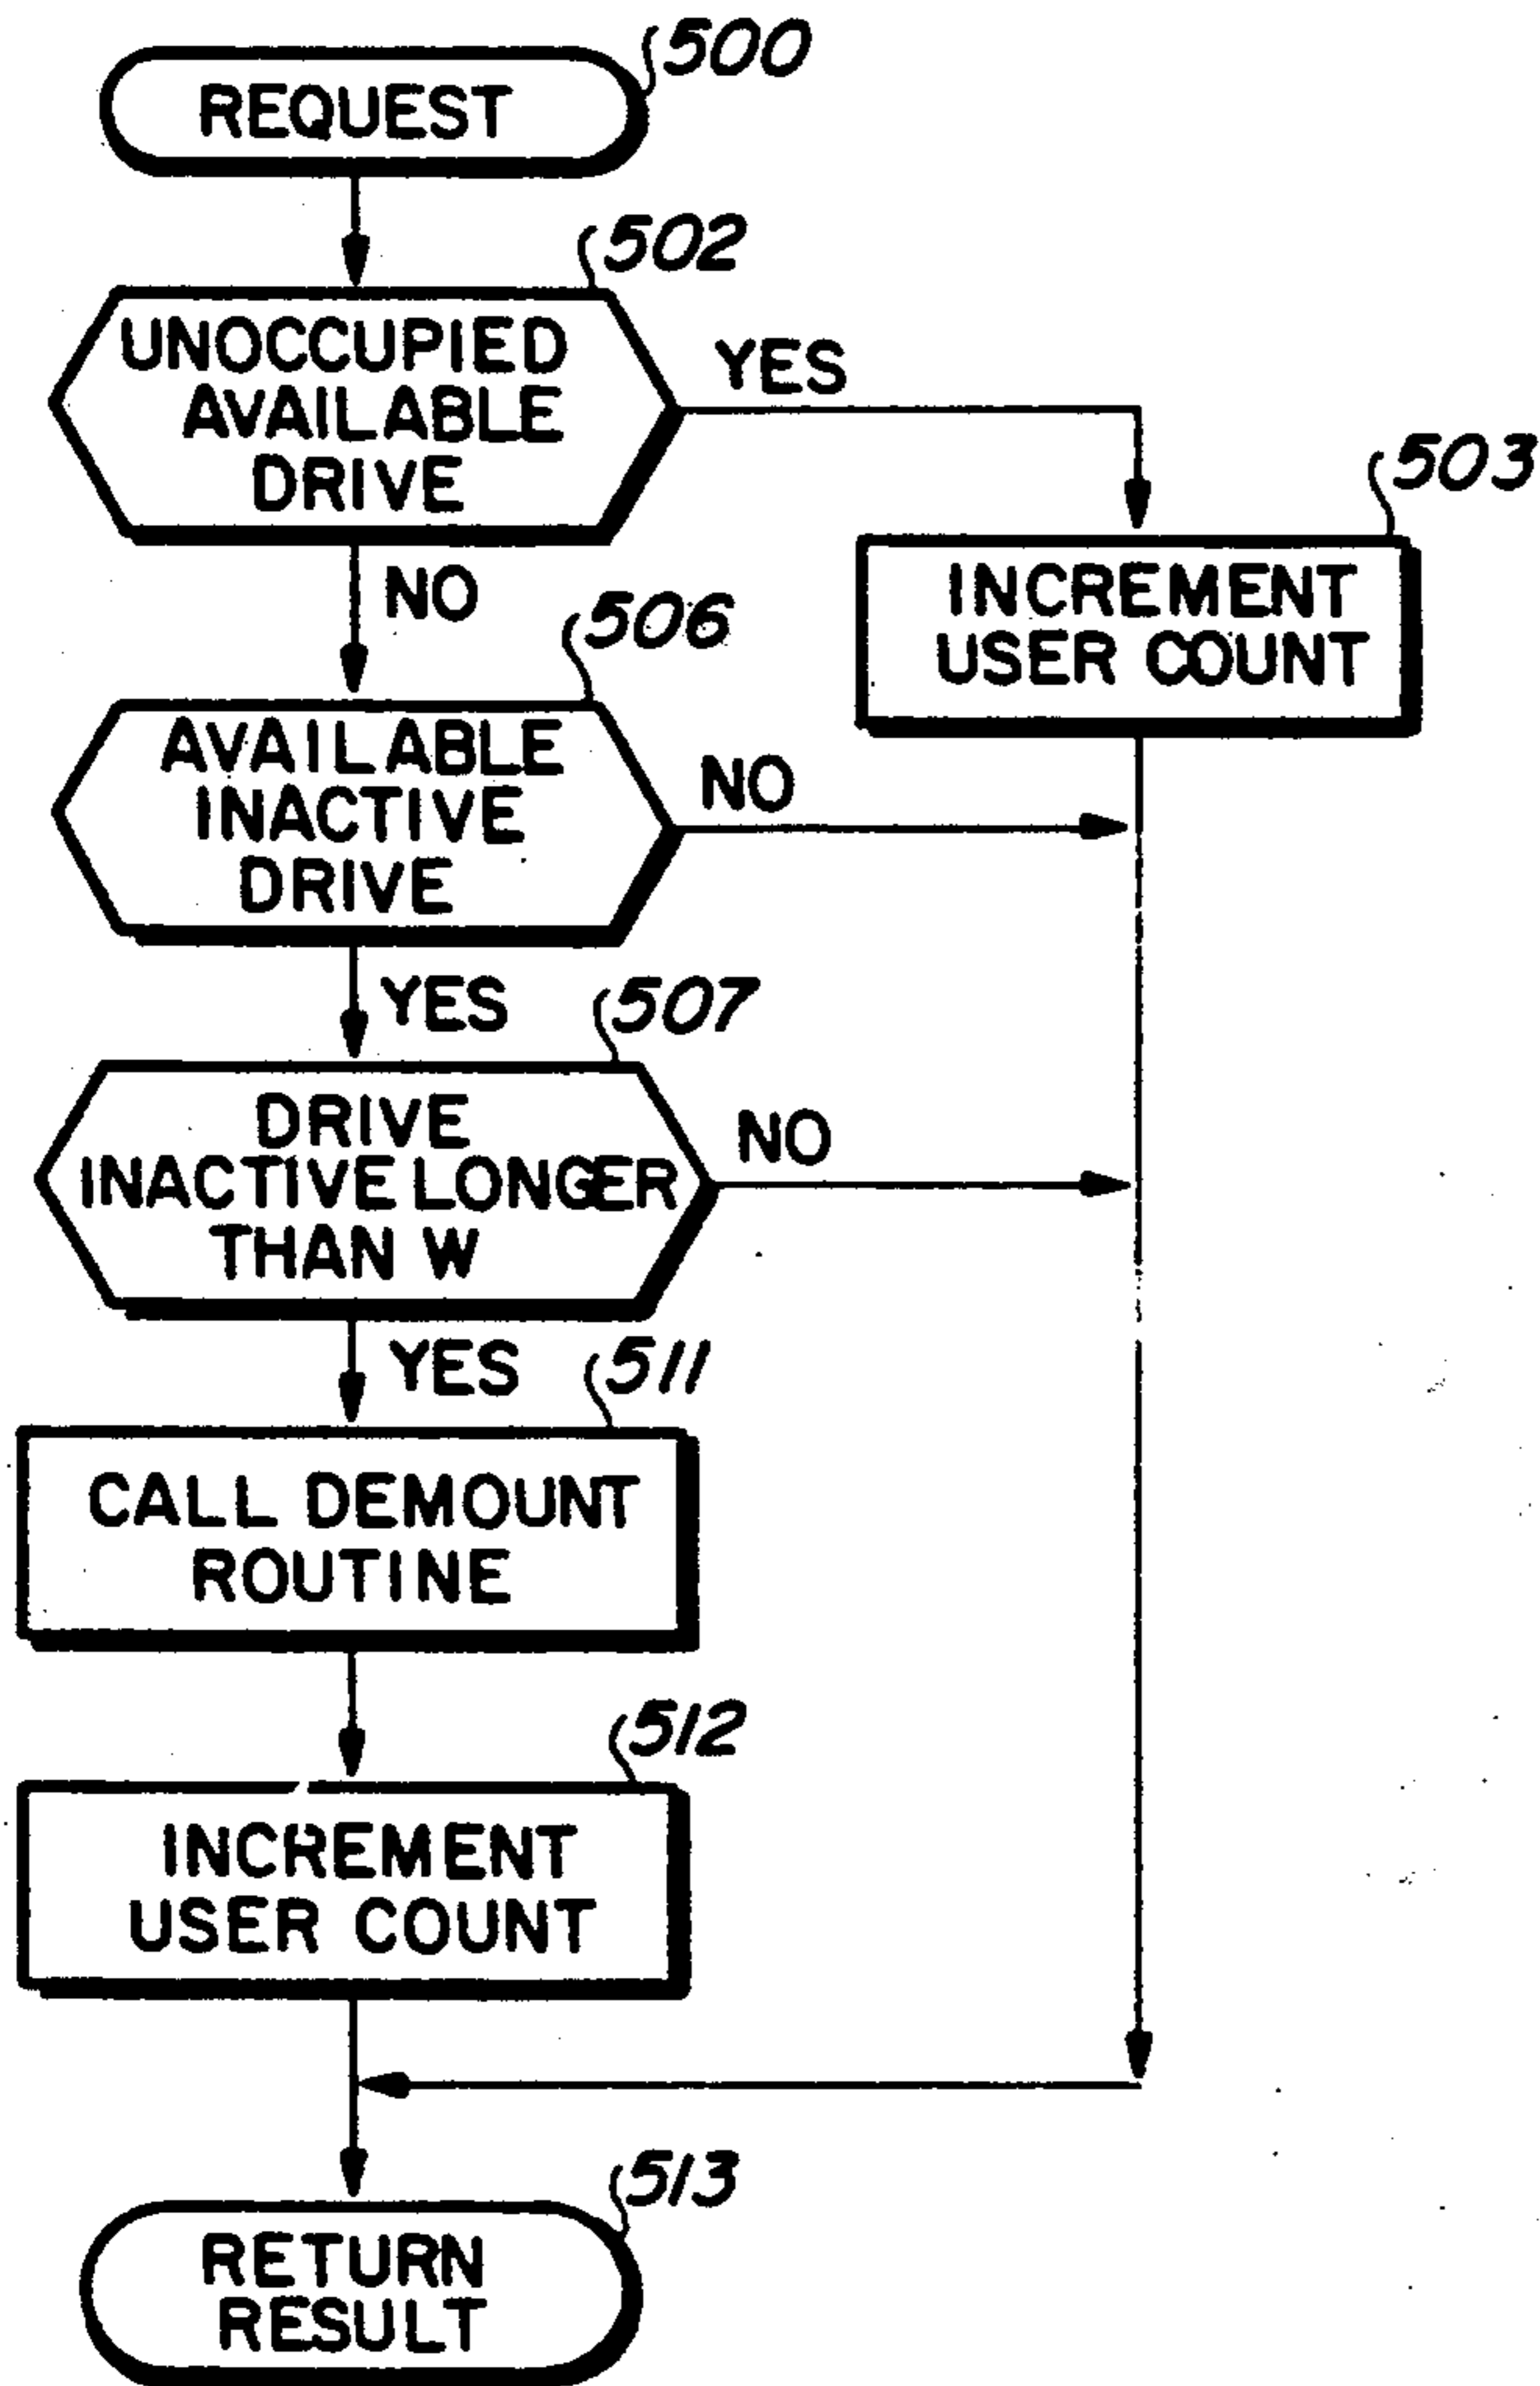 500
REQUEST
502
UNOCCUPIED
AVAILABLE
DRIVE
YES
503
INCREMENT
USER COUNT
NO
506
AVAILABLE
INACTIVE
DRIVE
NO
YES
507
DRIVE
INACTIVE LONGER
THAN W
NO
YES
511
CALL DEMOUNT
ROUTINE
512
INCREMENT
USER COUNT
513
RETURN
RESULT